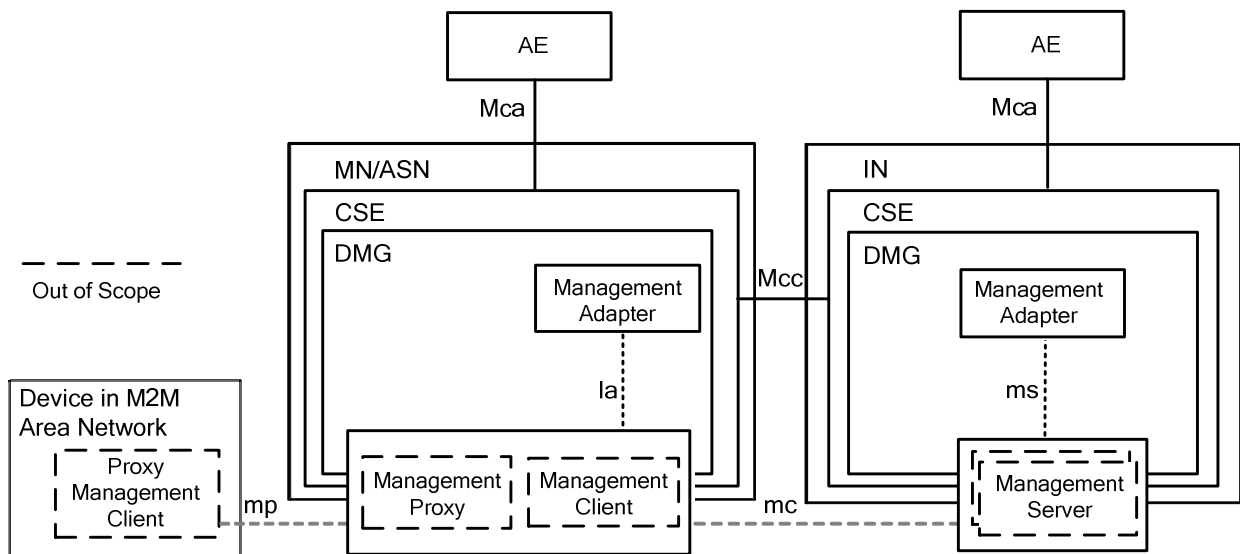 AE
AE
Mca
Mca
MN/ASN
IN
CSE
CSE
DMG
DMG
Out of Scope
Management
Adapter
Mcc
Management
Adapter
la
ms
Device in M2M
Area Network
Proxy
Management
Client
mp
Management
Proxy
Management
Client
mc
Management
Server